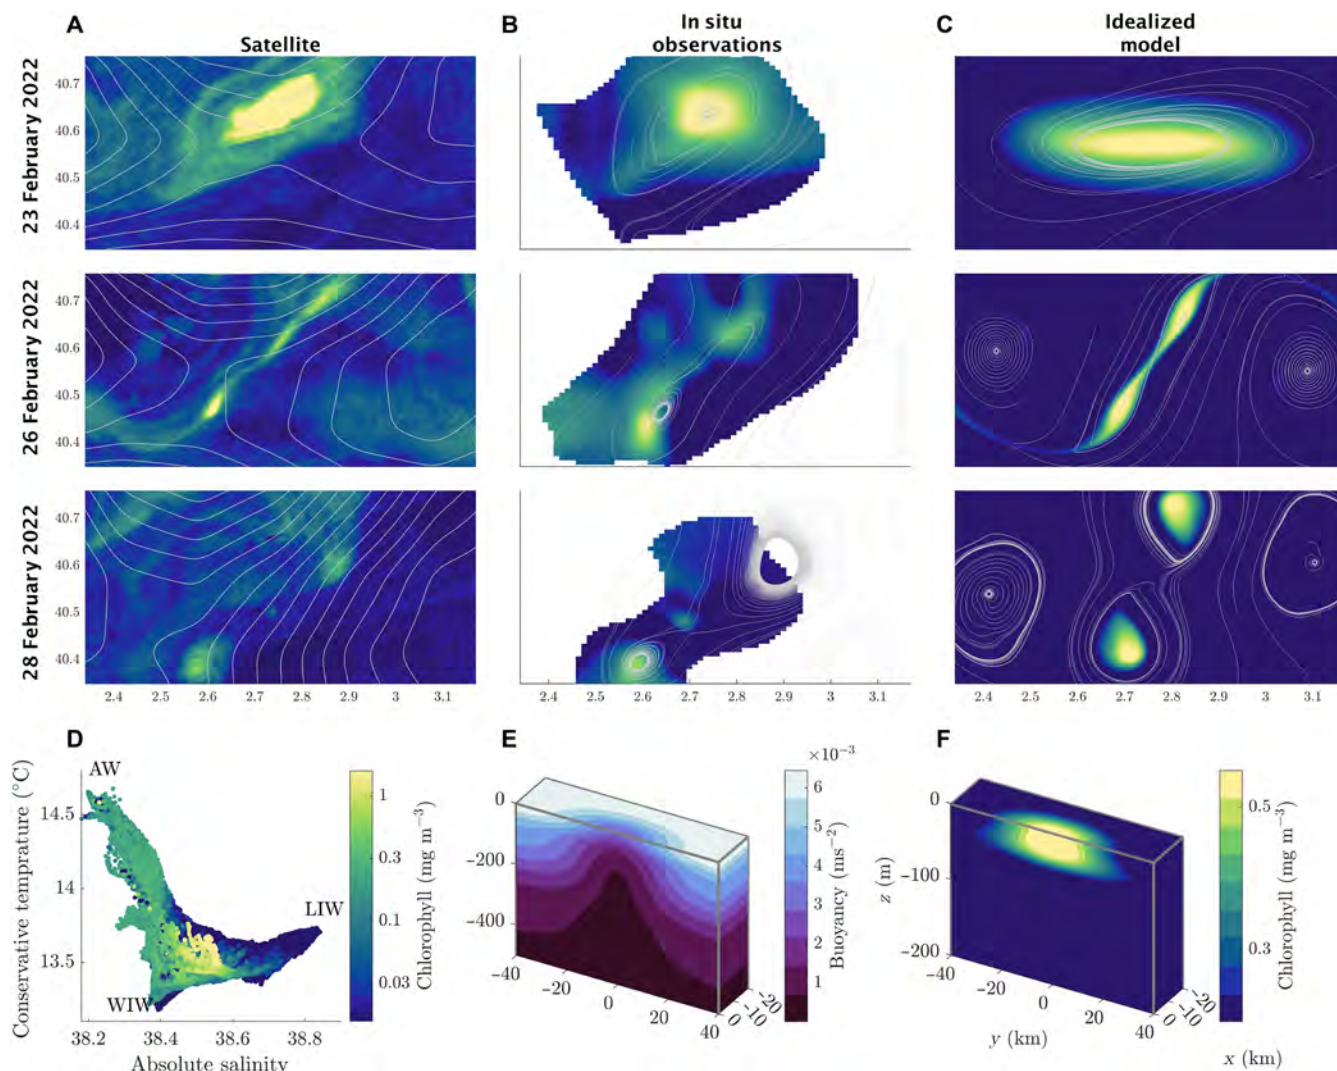 A
Satellite
B
In situ
observations
C
Idealized
model
23 February 2022
40.7
40.6
40.5
40.4
26 February 2022
40.7
40.6
40.5
40.4
28 February 2022
40.7
40.6
40.5
40.4
2.4 2.5 2.6 2.7 2.8 2.9 3 3.1
2.4 2.5 2.6 2.7 2.8 2.9 3 3.1
2.4 2.5 2.6 2.7 2.8 2.9 3 3.1
D
AW
LIW
WIW
14.5
14
13.5
Conservative temprature (°C)
38.2 38.4 38.6 38.8
Absolute salinity
1
0.3
0.1
0.03
Chlorophyll (mg m⁻³)
E
0
−200
−400
−40
−20
0
20
40
0
−10
−20
×10⁻³
6
5
4
3
2
1
Buoyancy (ms⁻²)
F
0
−100
−200
z (m)
−40
−20
0
20
40
y (km)
0
−10
−20
x (km)
0.5
0.3
Chlorophyll (mg m⁻³)